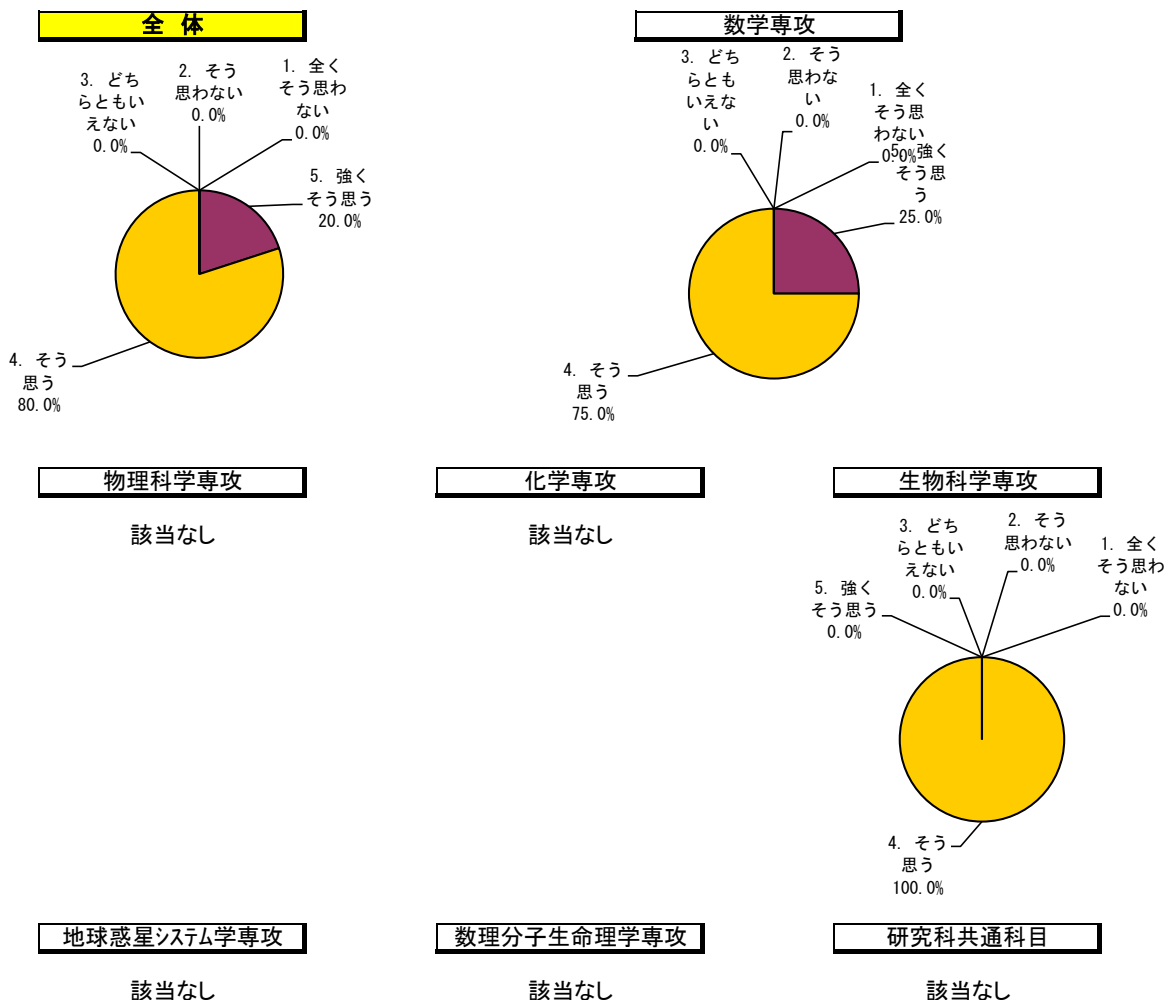 全 体
3. どち
らともい
えない
0.0%
2. そう
思わない
0.0%
1. 全く
そう思わ
ない
0.0%
5. 強く
そう思う
20.0%
4. そう
思う
80.0%
数学専攻
3. どち
らとも
いえな
い
0.0%
2. そう
思わな
い
0.0%
1. 全く
そう思
わない
0.0%
5. 強く
そう思
う
25.0%
4. そう
思う
75.0%
物理科学専攻
該当なし
化学専攻
該当なし
生物科学専攻
3. どち
らともい
えない
0.0%
2. そう
思わない
0.0%
1. 全く
そう思わ
ない
0.0%
5. 強く
そう思う
0.0%
4. そう
思う
100.0%
地球惑星システム学専攻
該当なし
数理分子生命理学専攻
該当なし
研究科共通科目
該当なし